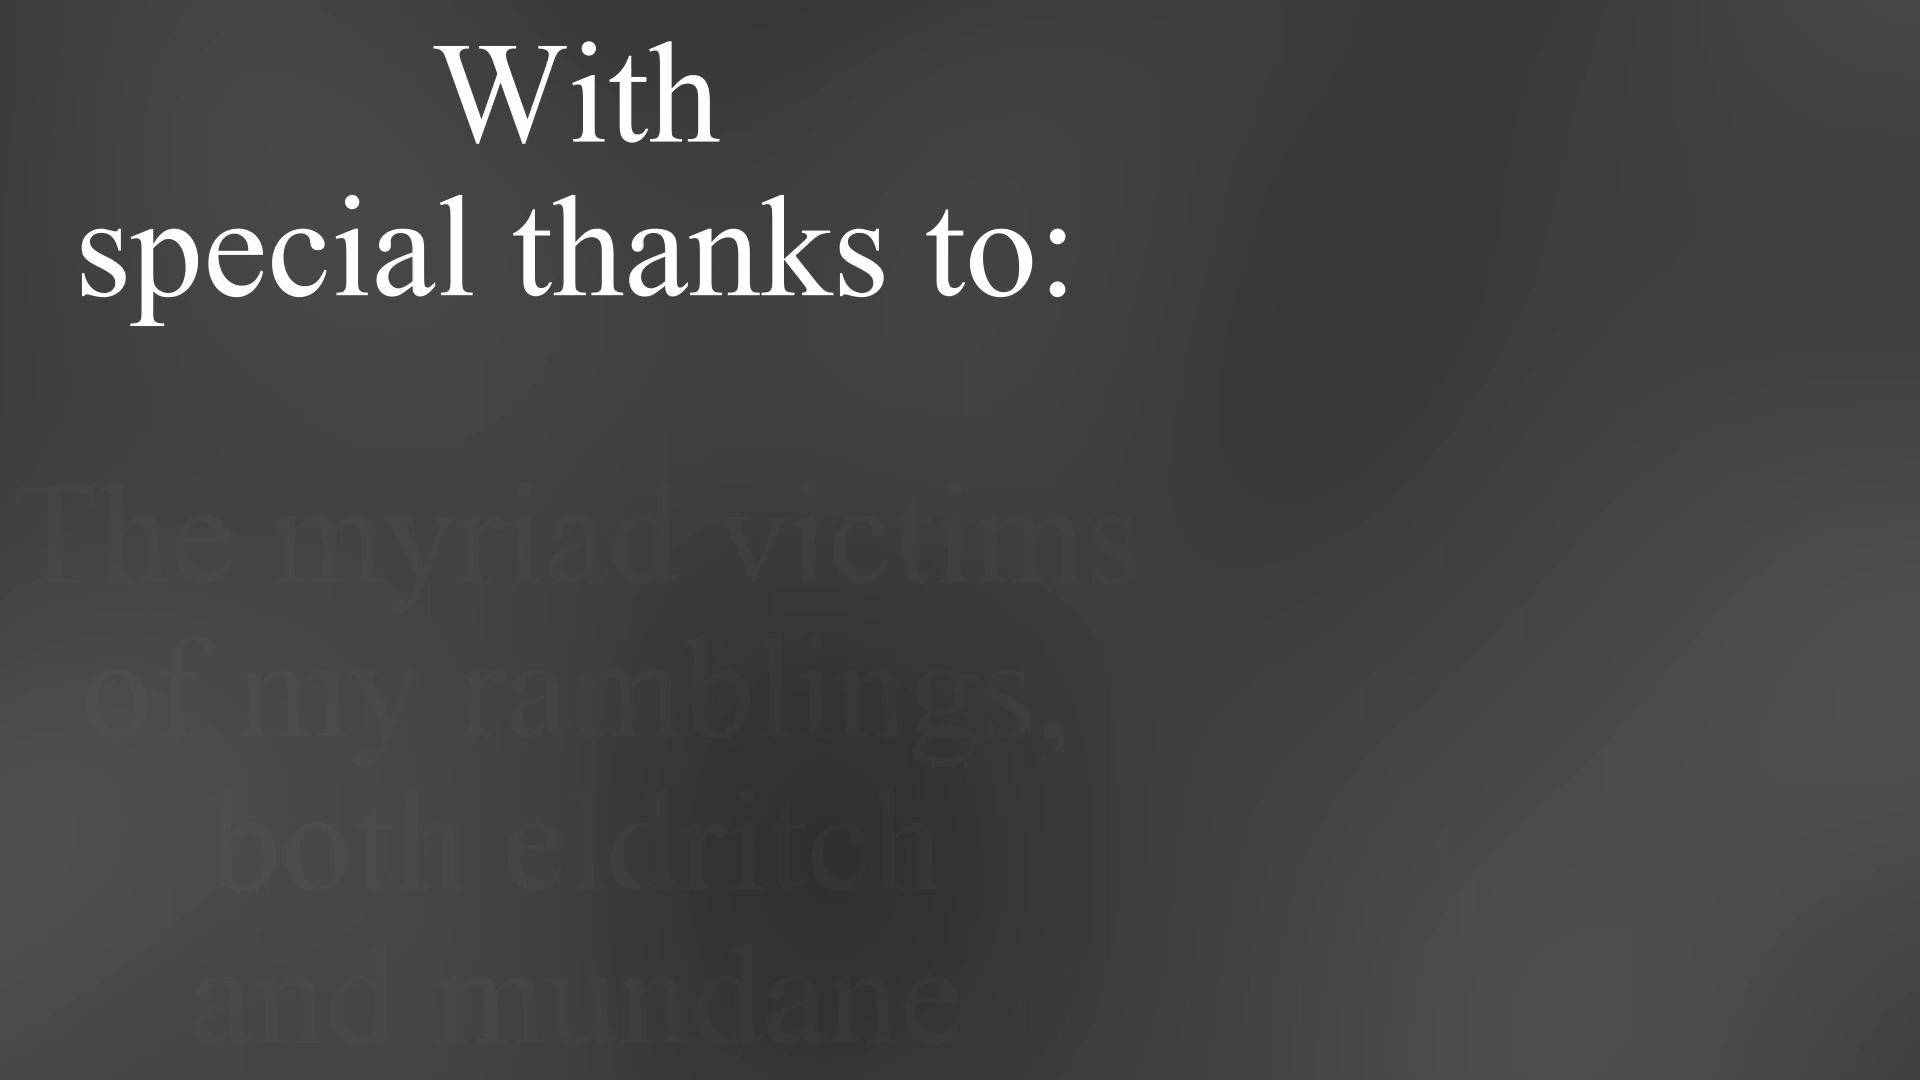 With
special thanks to:
The myriad victims
of my ramblings,
both eldritch
and mundane